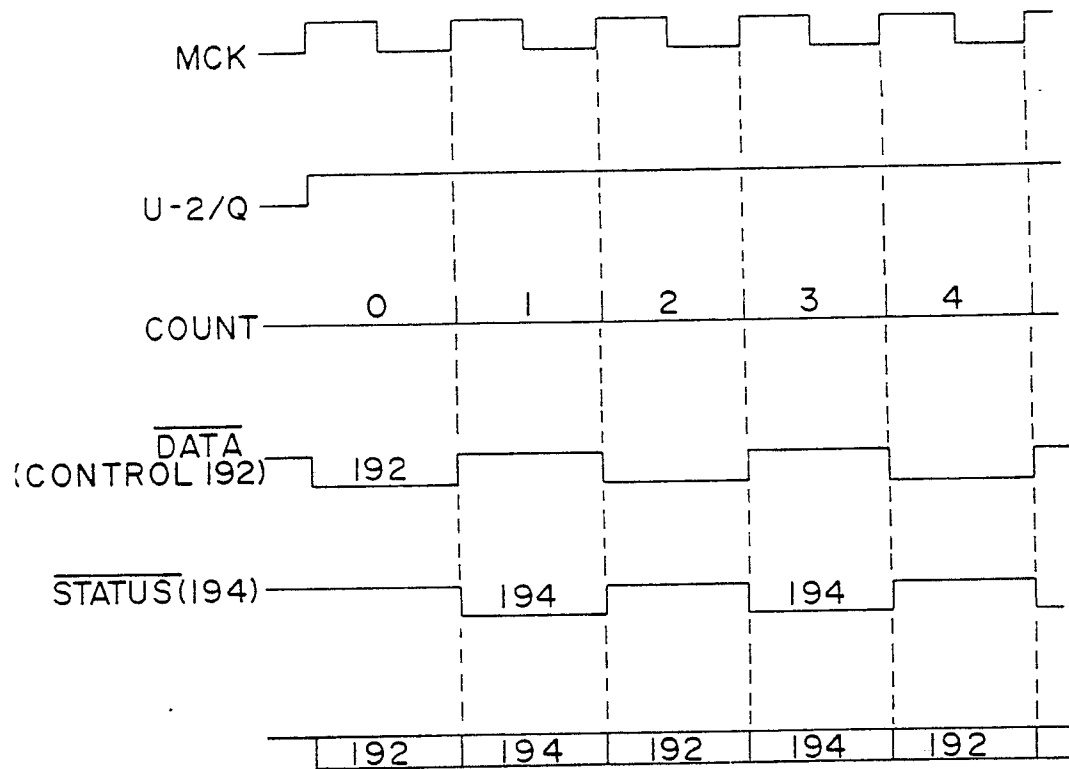 MCK
U-2/Q
COUNT 0 1 2 3 4
DATA
(CONTROL 192) 192
STATUS (194) 194 194
192 194 192 194 192